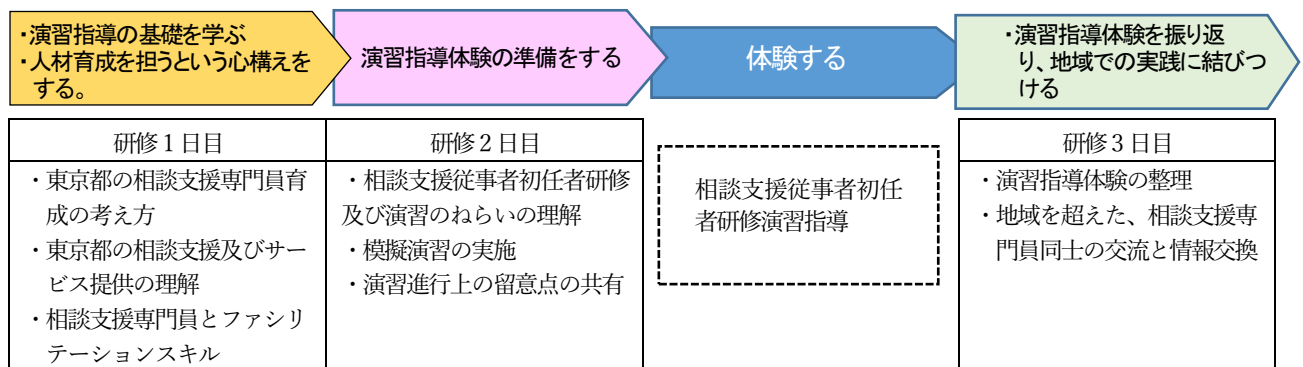 ・演習指導の基礎を学ぶ
・人材育成を担うという心構えを
する。
演習指導体験の準備をする
体験する
・演習指導体験を振り返
り、地域での実践に結びつ
ける
研修1日目
・東京都の相談支援専門員育
成の考え方
・東京都の相談支援及びサー
ビス提供の理解
・相談支援専門員とファシリ
テーションスキル
研修2日目
・相談支援従事者初任者研修
及び演習のねらいの理解
・模擬演習の実施
・演習進行上の留意点の共有
相談支援従事者初任
者研修演習指導
研修3日目
・演習指導体験の整理
・地域を超えた、相談支援専
門員同士の交流と情報交換